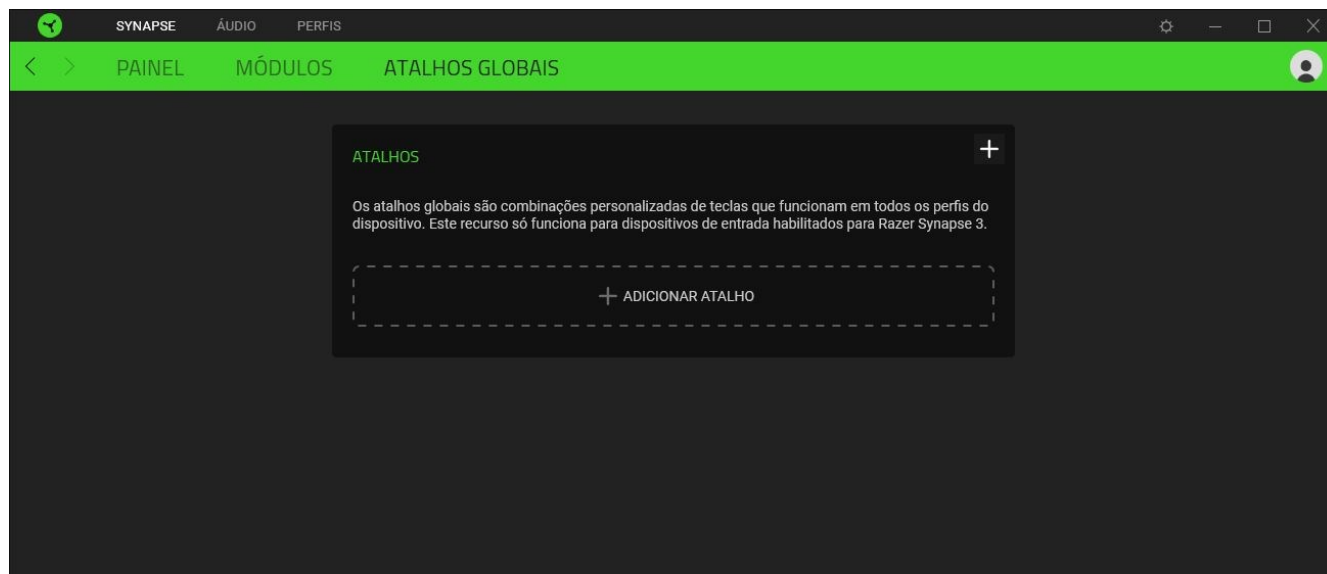 SYNAPSE ÁUDIO PERFIS
PAINEL MÓDULOS ATALHOS GLOBAIS
ATALHOS
Os atalhos globais são combinações personalizadas de teclas que funcionam em todos os perfis do
dispositivo. Este recurso só funciona para dispositivos de entrada habilitados para Razer Synapse 3.
ADICIONAR ATALHO